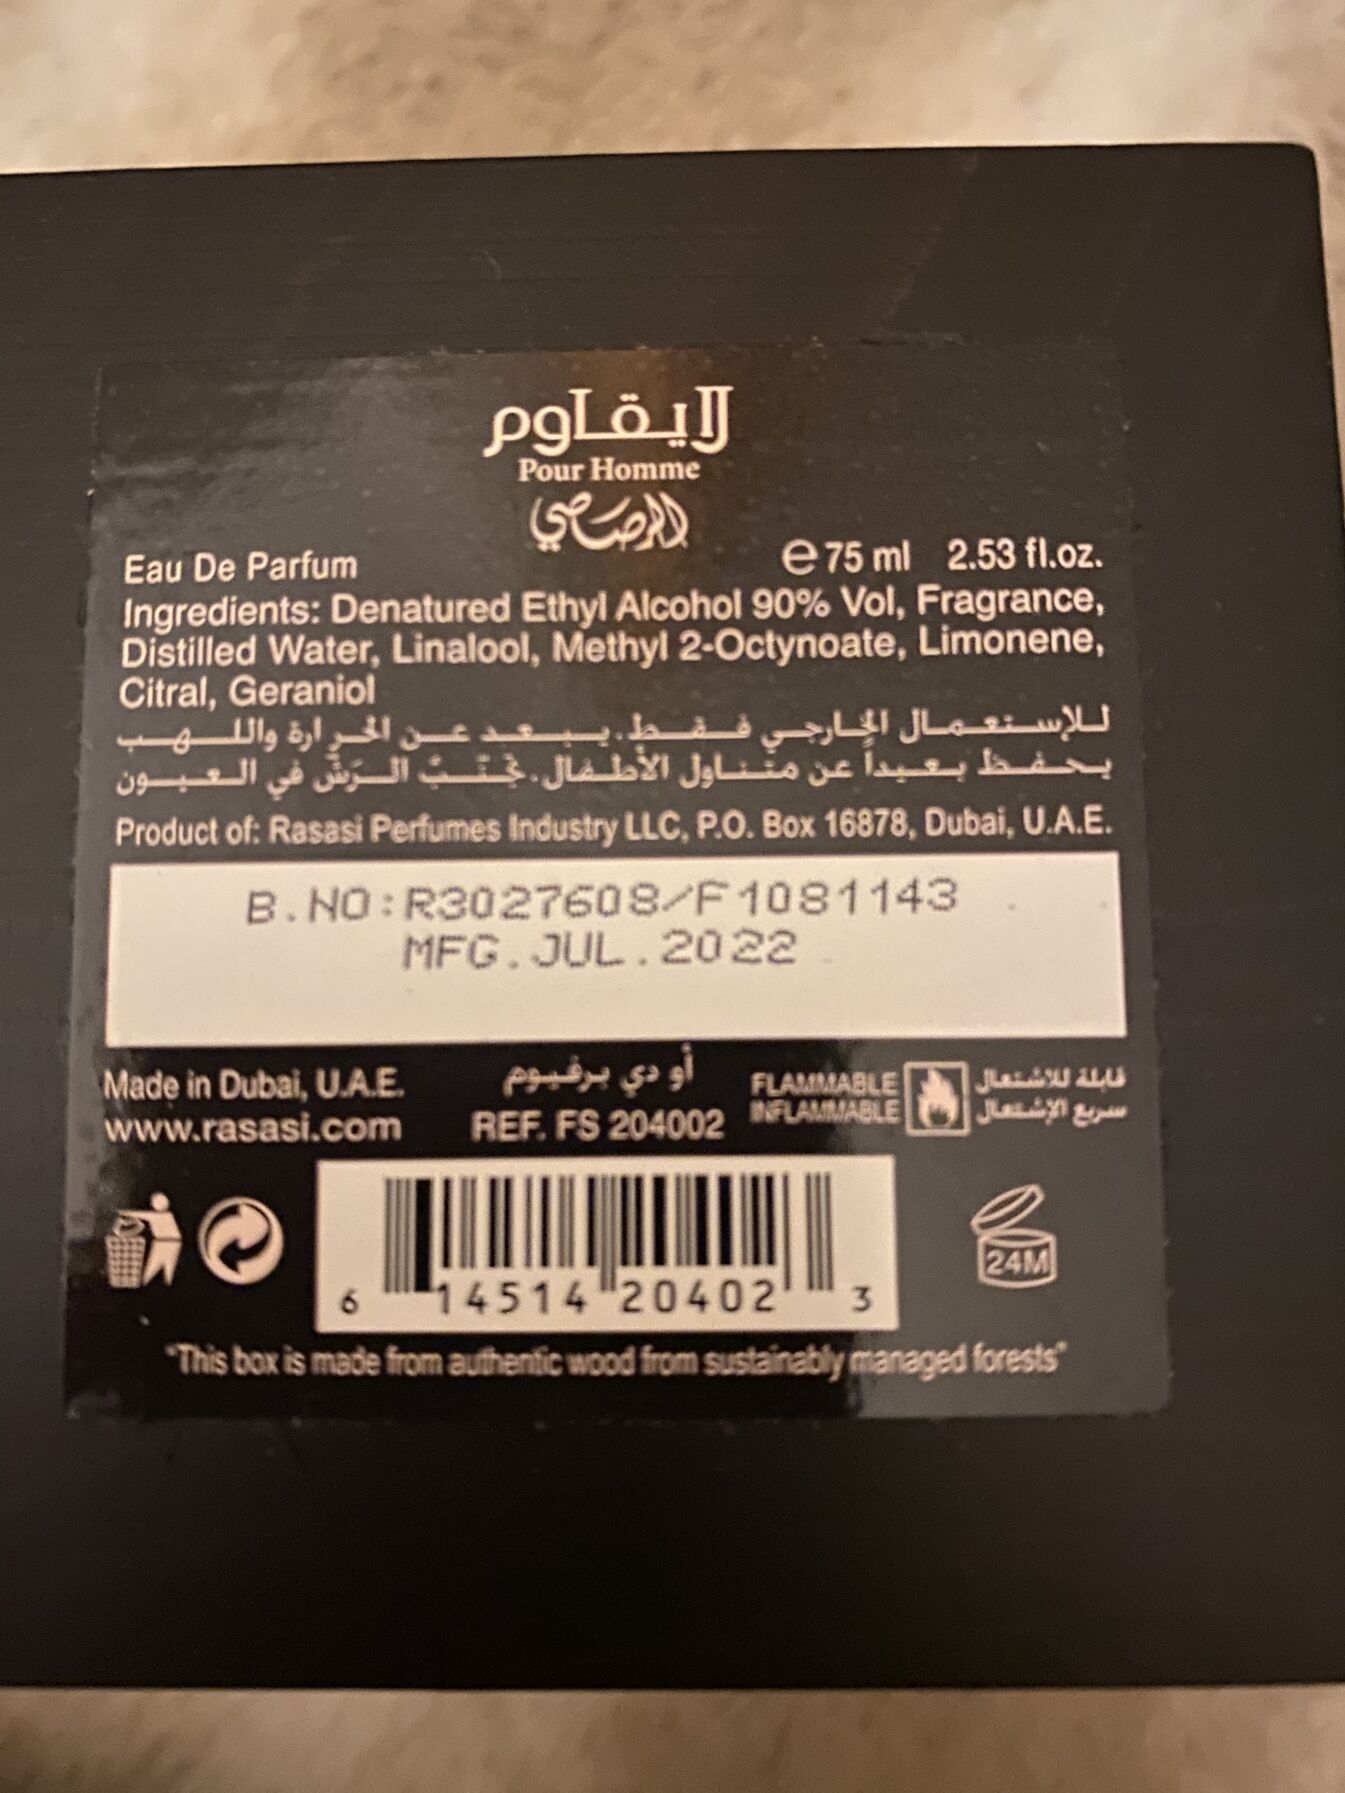 لايقاوم
Pour Homme
الرصاصي
Eau De Parfum ℮ 75 ml 2.53 fl.oz.
Ingredients: Denatured Ethyl Alcohol 90% Vol, Fragrance,
Distilled Water, Linalool, Methyl 2-Octynoate, Limonene,
Citral, Geraniol
للإستعمال الخارجي فقط. يبعد عن الحرارة واللهب
يحفظ بعيداً عن متناول الأطفال. تجنّب الرَش في العيون
Product of: Rasasi Perfumes Industry LLC, P.O. Box 16878, Dubai, U.A.E.
B.NO:R3027608/F1081143
MFG.JUL.2022
Made in Dubai, U.A.E.
www.rasasi.com
أو دي برفيوم
REF. FS 204002
FLAMMABLE
INFLAMMABLE
قابلة للاشتعال
سريع الإشتعال
6 14514 20402 3
24M
"This box is made from authentic wood from sustainably managed forests"